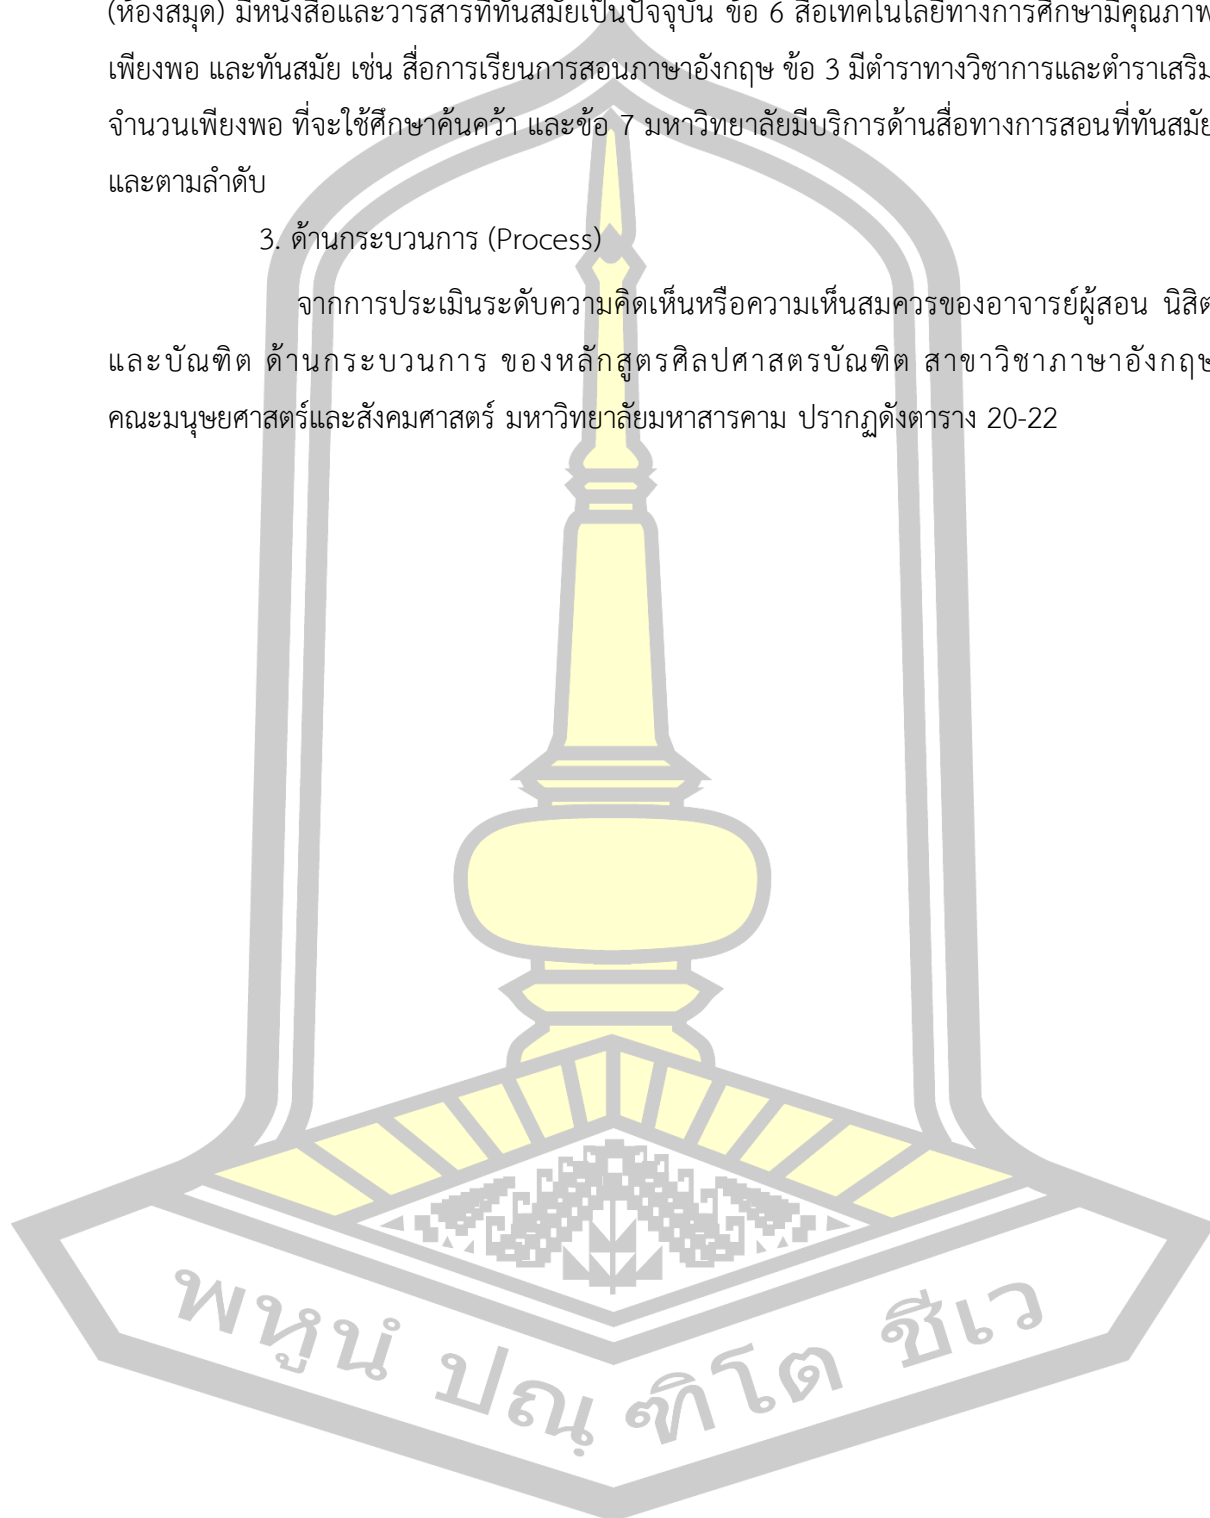 (ห้องสมุด) มีหนังสือและวารสารที่ทันสมัยเป็นปัจจุบัน ข้อ 6 สื่อเทคโนโลยีทางการศึกษามีคุณภาพ
เพียงพอ และทันสมัย เช่น สื่อการเรียนการสอนภาษาอังกฤษ ข้อ 3 มีตำราทางวิชาการและตำราเสริม
จำนวนเพียงพอ ที่จะใช้ศึกษาค้นคว้า และข้อ 7 มหาวิทยาลัยมีบริการด้านสื่อทางการสอนที่ทันสมัย
และตามลำดับ
3. ด้านกระบวนการ (Process)
จากการประเมินระดับความคิดเห็นหรือความเห็นสมควรของอาจารย์ผู้สอน นิสิต
และบัณฑิต ด้านกระบวนการ ของหลักสูตรศิลปศาสตรบัณฑิต สาขาวิชาภาษาอังกฤษ
คณะมนุษยศาสตร์และสังคมศาสตร์ มหาวิทยาลัยมหาสารคาม ปรากฏดังตาราง 20-22
พหูนํ ปณฺฑิโต ชีเว